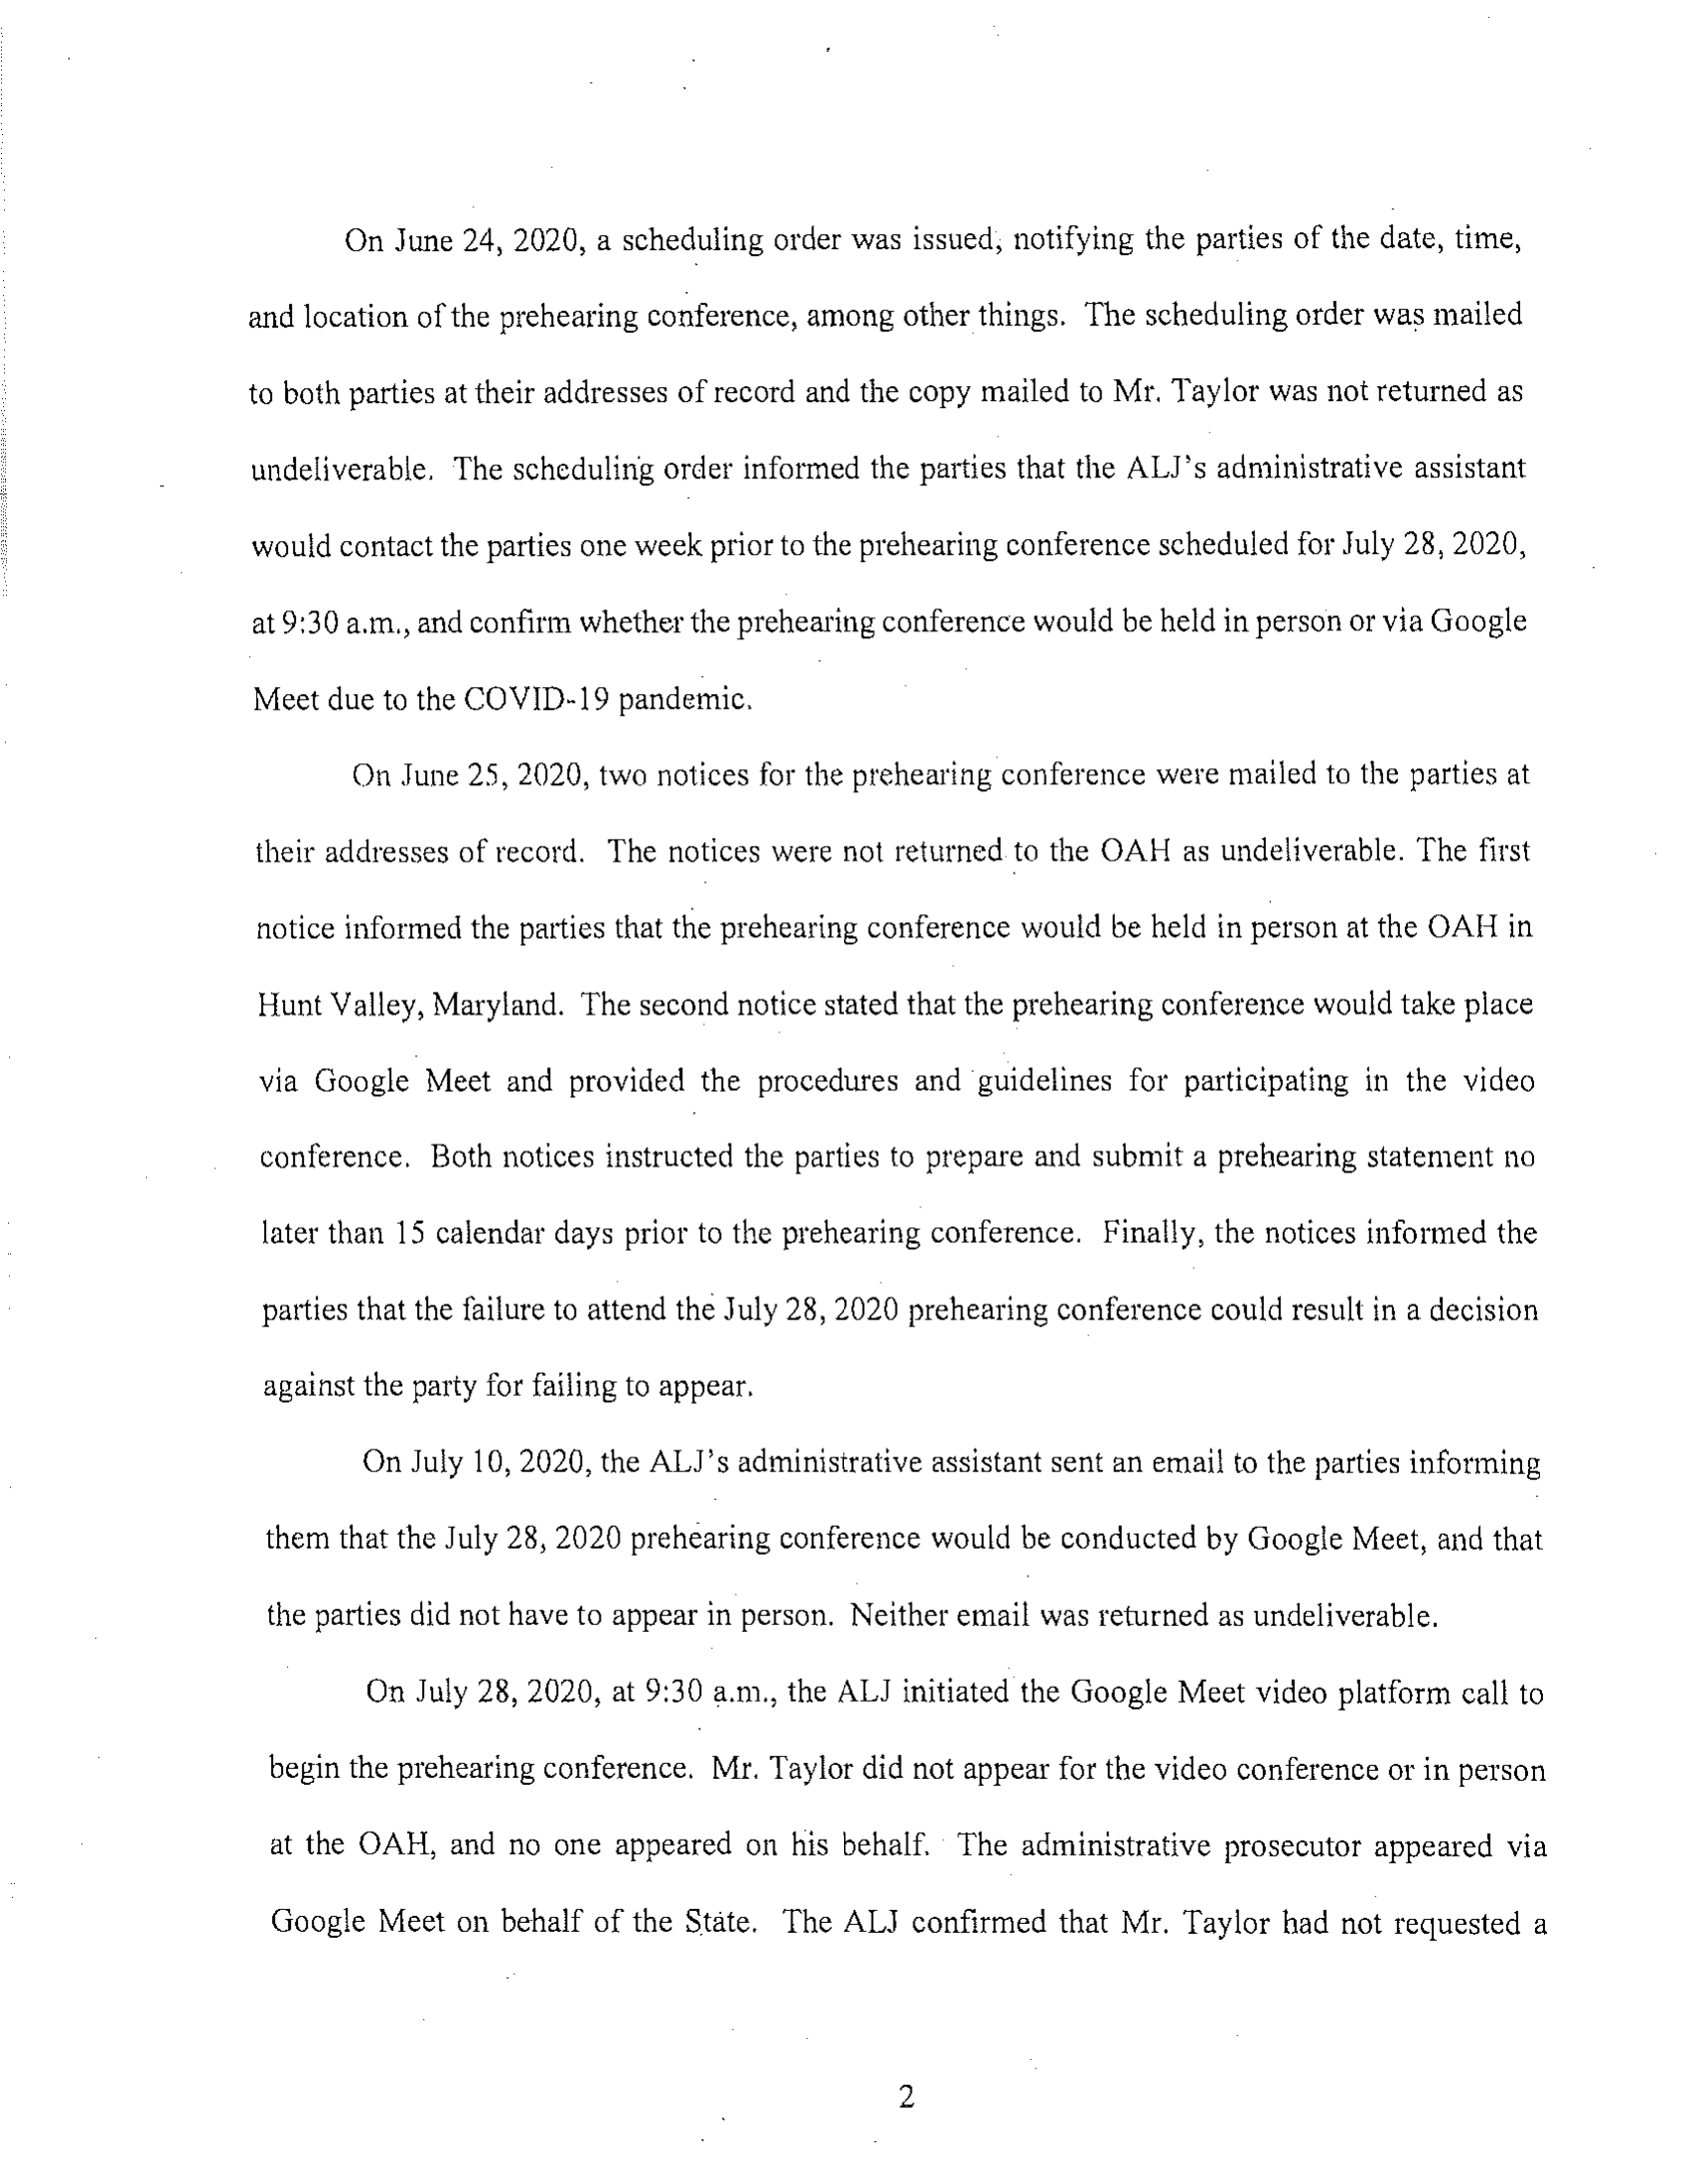 On June 24, 2020, a scheduling order was issued, notifying the parties of the date, time,
and location of the prehearing conference, among other things. The scheduling order was mailed
to both parties at their addresses of record and the copy mailed to Mr. Taylor was not returned as
undeliverable. The scheduling order informed the parties that the ALJ's administrative assistant
would contact the parties one week prior to the prehearing conference scheduled for July 28, 2020,
at 9:30 a.m., and confirm whether the prehearing conference would be held in person or via Google
Meet due to the COVID-19 pandemic.
On June 25, 2020, two notices for the prehearing conference were mailed to the parties at
their addresses of record. The notices were not returned to the OAH as undeliverable. The first
notice informed the parties that the prehearing conference would be held in person at the OAH in
Hunt Valley, Maryland. The second notice stated that the prehearing conference would take place
via Google Meet and provided the procedures and guidelines for participating in the video
conference. Both notices instructed the parties to prepare and submit a prehearing statement no
later than 15 calendar days prior to the prehearing conference. Finally, the notices informed the
parties that the failure to attend the July 28, 2020 prehearing conference could result in a decision
against the party for failing to appear.
On July 10, 2020, the ALJ's administrative assistant sent an email to the parties informing
them that the July 28, 2020 prehearing conference would be conducted by Google Meet, and that
the parties did not have to appear in person. Neither email was returned as undeliverable.
On July 28, 2020, at 9:30 a.m., the ALJ initiated the Google Meet video platform call to
begin the prehearing conference. Mr. Taylor did not appear for the video conference or in person
at the OAH, and no one appeared on his behalf. The administrative prosecutor appeared via
Google Meet on behalf of the State. The ALJ confirmed that Mr. Taylor had not requested a
2